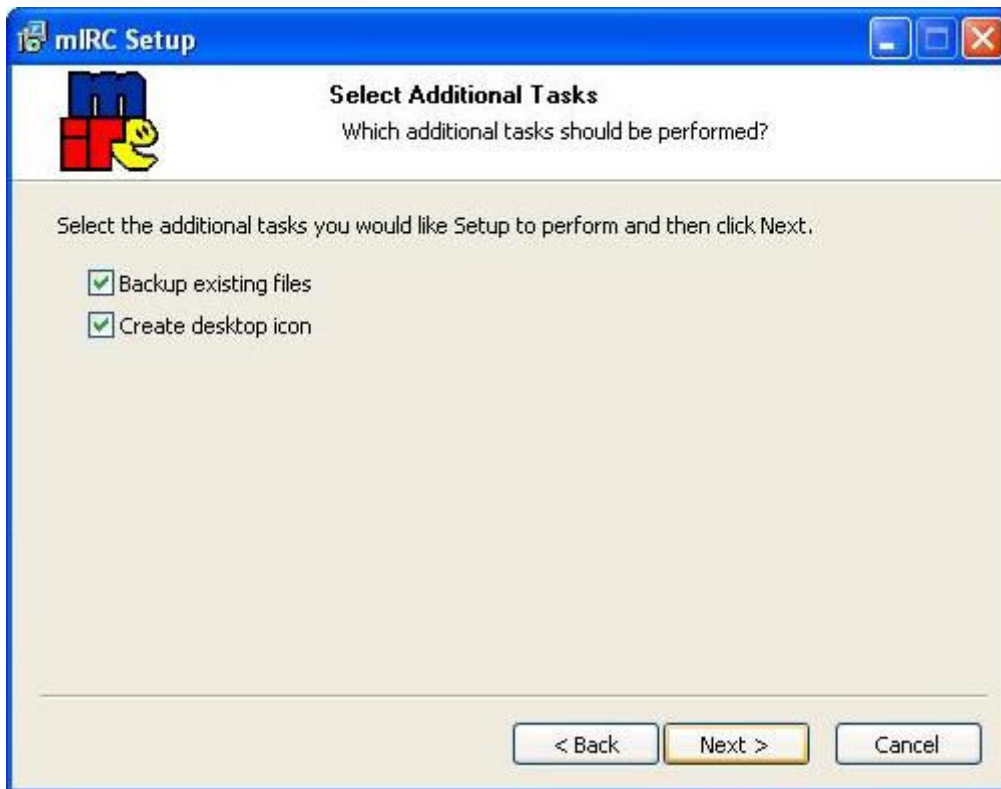 mIRC Setup
mIRC
Select Additional Tasks
Which additional tasks should be performed?
Select the additional tasks you would like Setup to perform and then click Next.
Backup existing files
Create desktop icon
< Back
Next >
Cancel